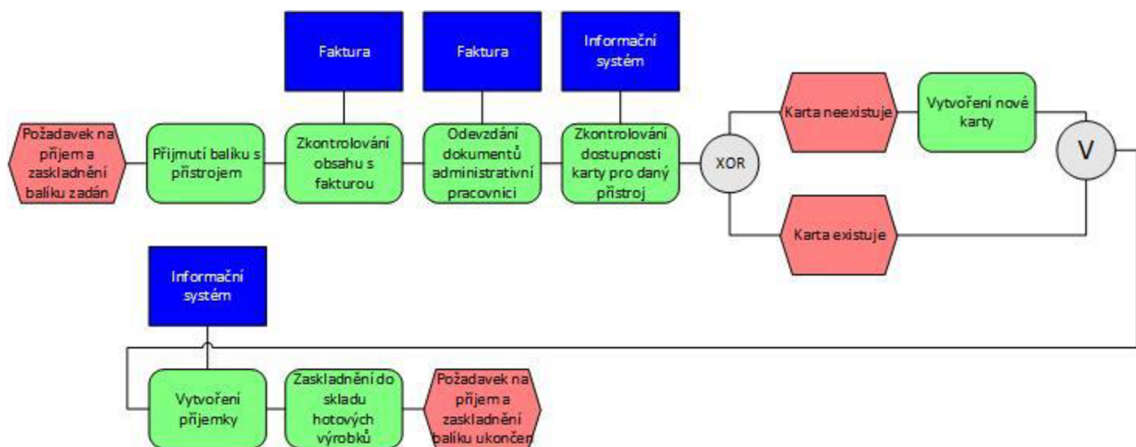 Faktura
Faktura
Informační
systém
Požadavek na
příjem a
zaskladnění
balíku zadán
Přijmutí balíku s
přístrojem
Zkontrolování
obsahu s
fakturou
Odevzdání
dokumentů
administrativní
pracovnici
Zkontrolování
dostupnosti
karty pro daný
přístroj
XOR
Karta neexistuje
Vytvoření nové
karty
V
Karta existuje
Informační
systém
Vytvoření
příjemky
Zaskladnění do
skladu
hotových
výrobků
Požadavek na
příjem a
zaskladnění
balíku ukončen